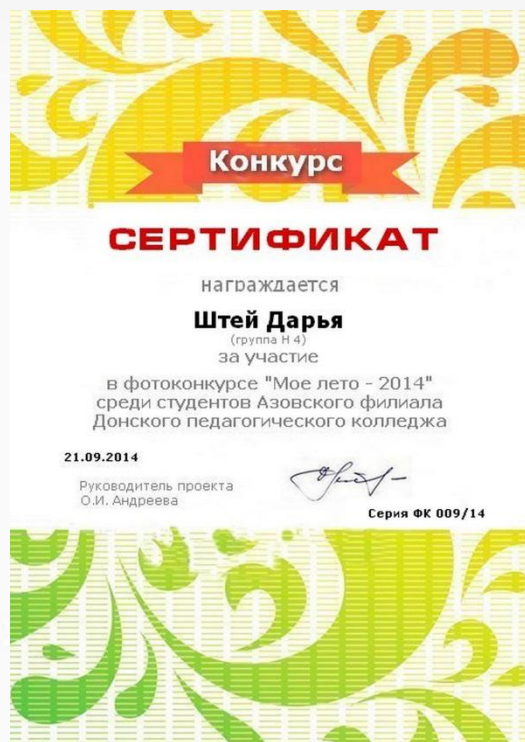 Конкурс
СЕРТИФИКАТ
награждается
Штей Дарья
(группа Н 4)
за участие
в фотоконкурсе "Мое лето - 2014"
среди студентов Азовского филиала
Донского педагогического колледжа
21.09.2014
Руководитель проекта
О.И. Андреева
Серия ФК 009/14